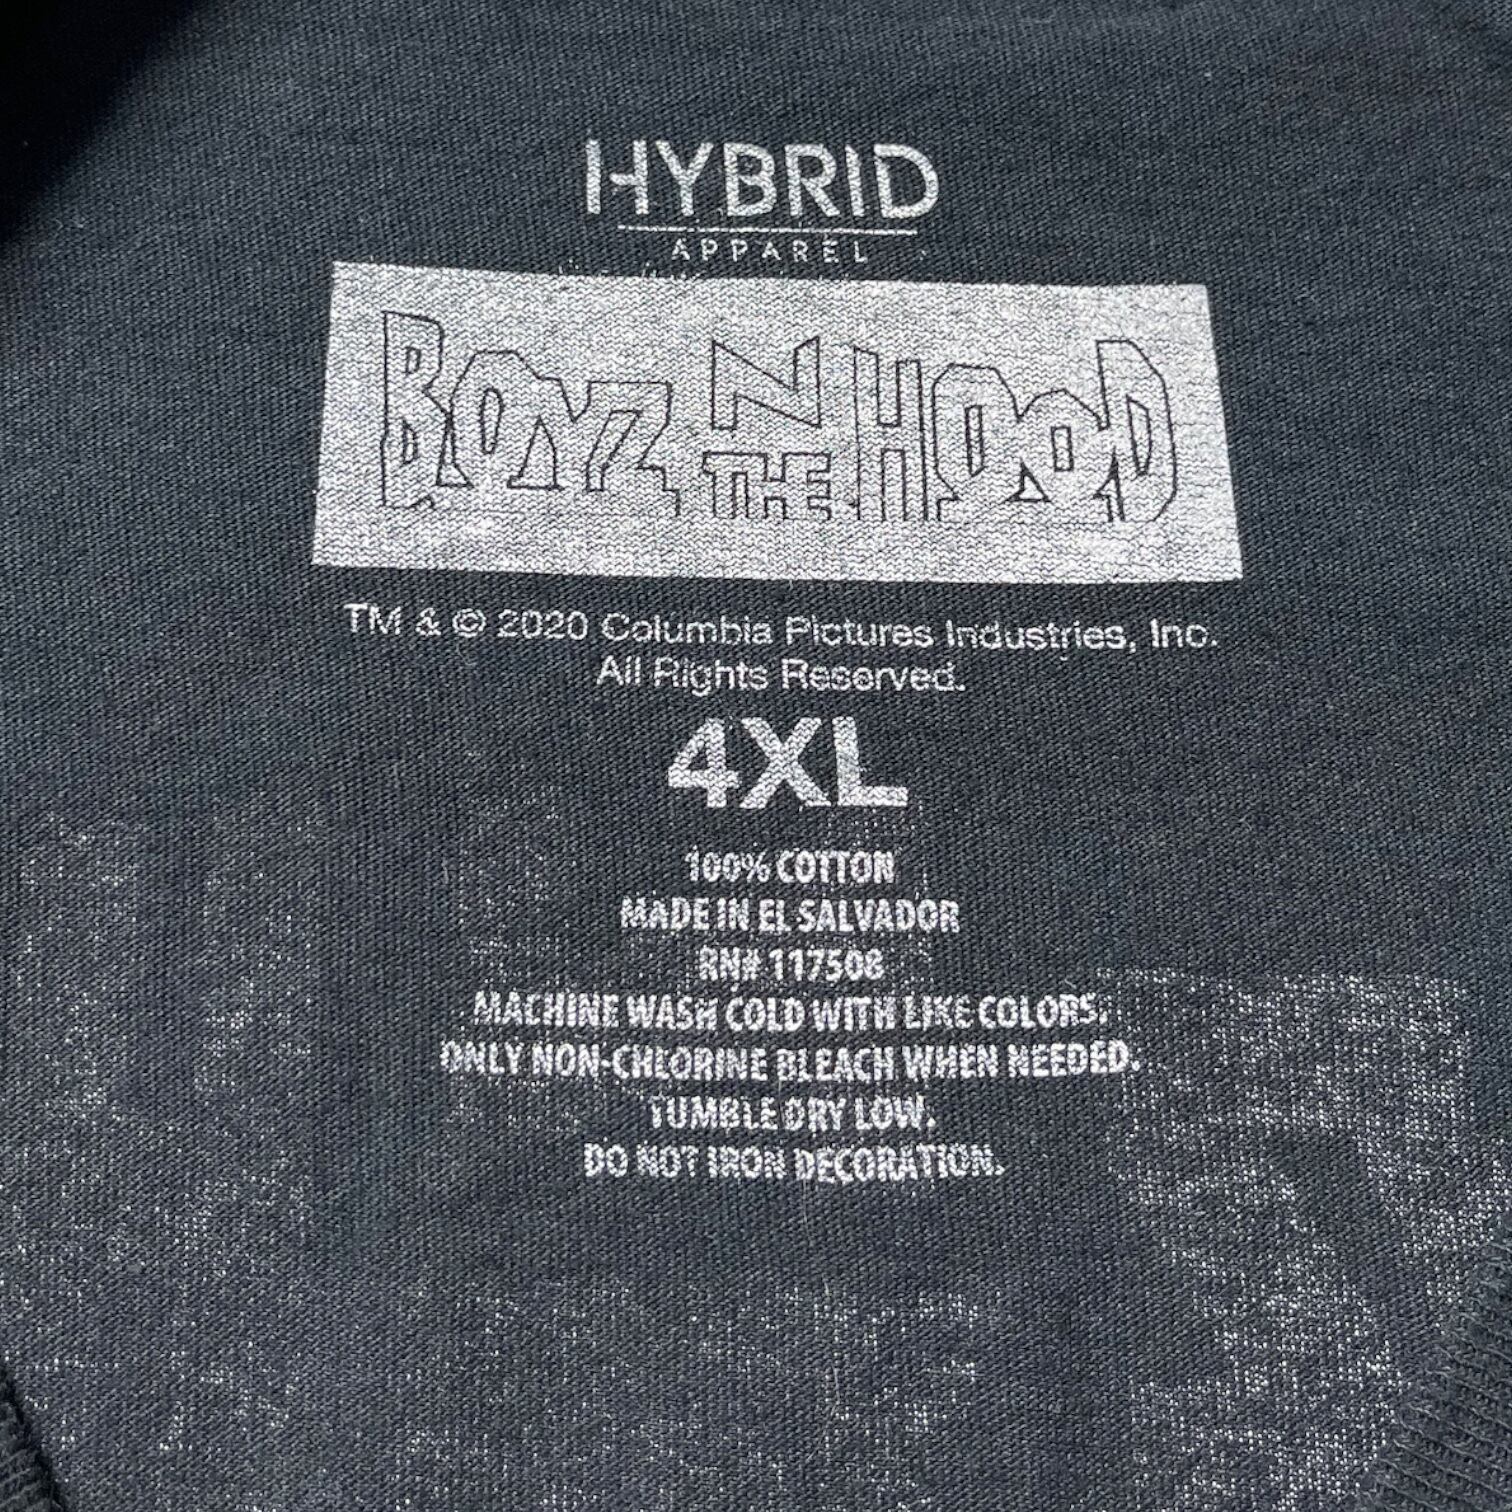 HYBRID
APPAREL
BOYZ N THE HOOD
TM & © 2020 Columbia Pictures Industries, Inc.
All Rights Reserved.
4XL
100% COTTON
MADE IN EL SALVADOR
RN# 117508
MACHINE WASH COLD WITH LIKE COLORS.
ONLY NON-CHLORINE BLEACH WHEN NEEDED.
TUMBLE DRY LOW.
DO NOT IRON DECORATION.